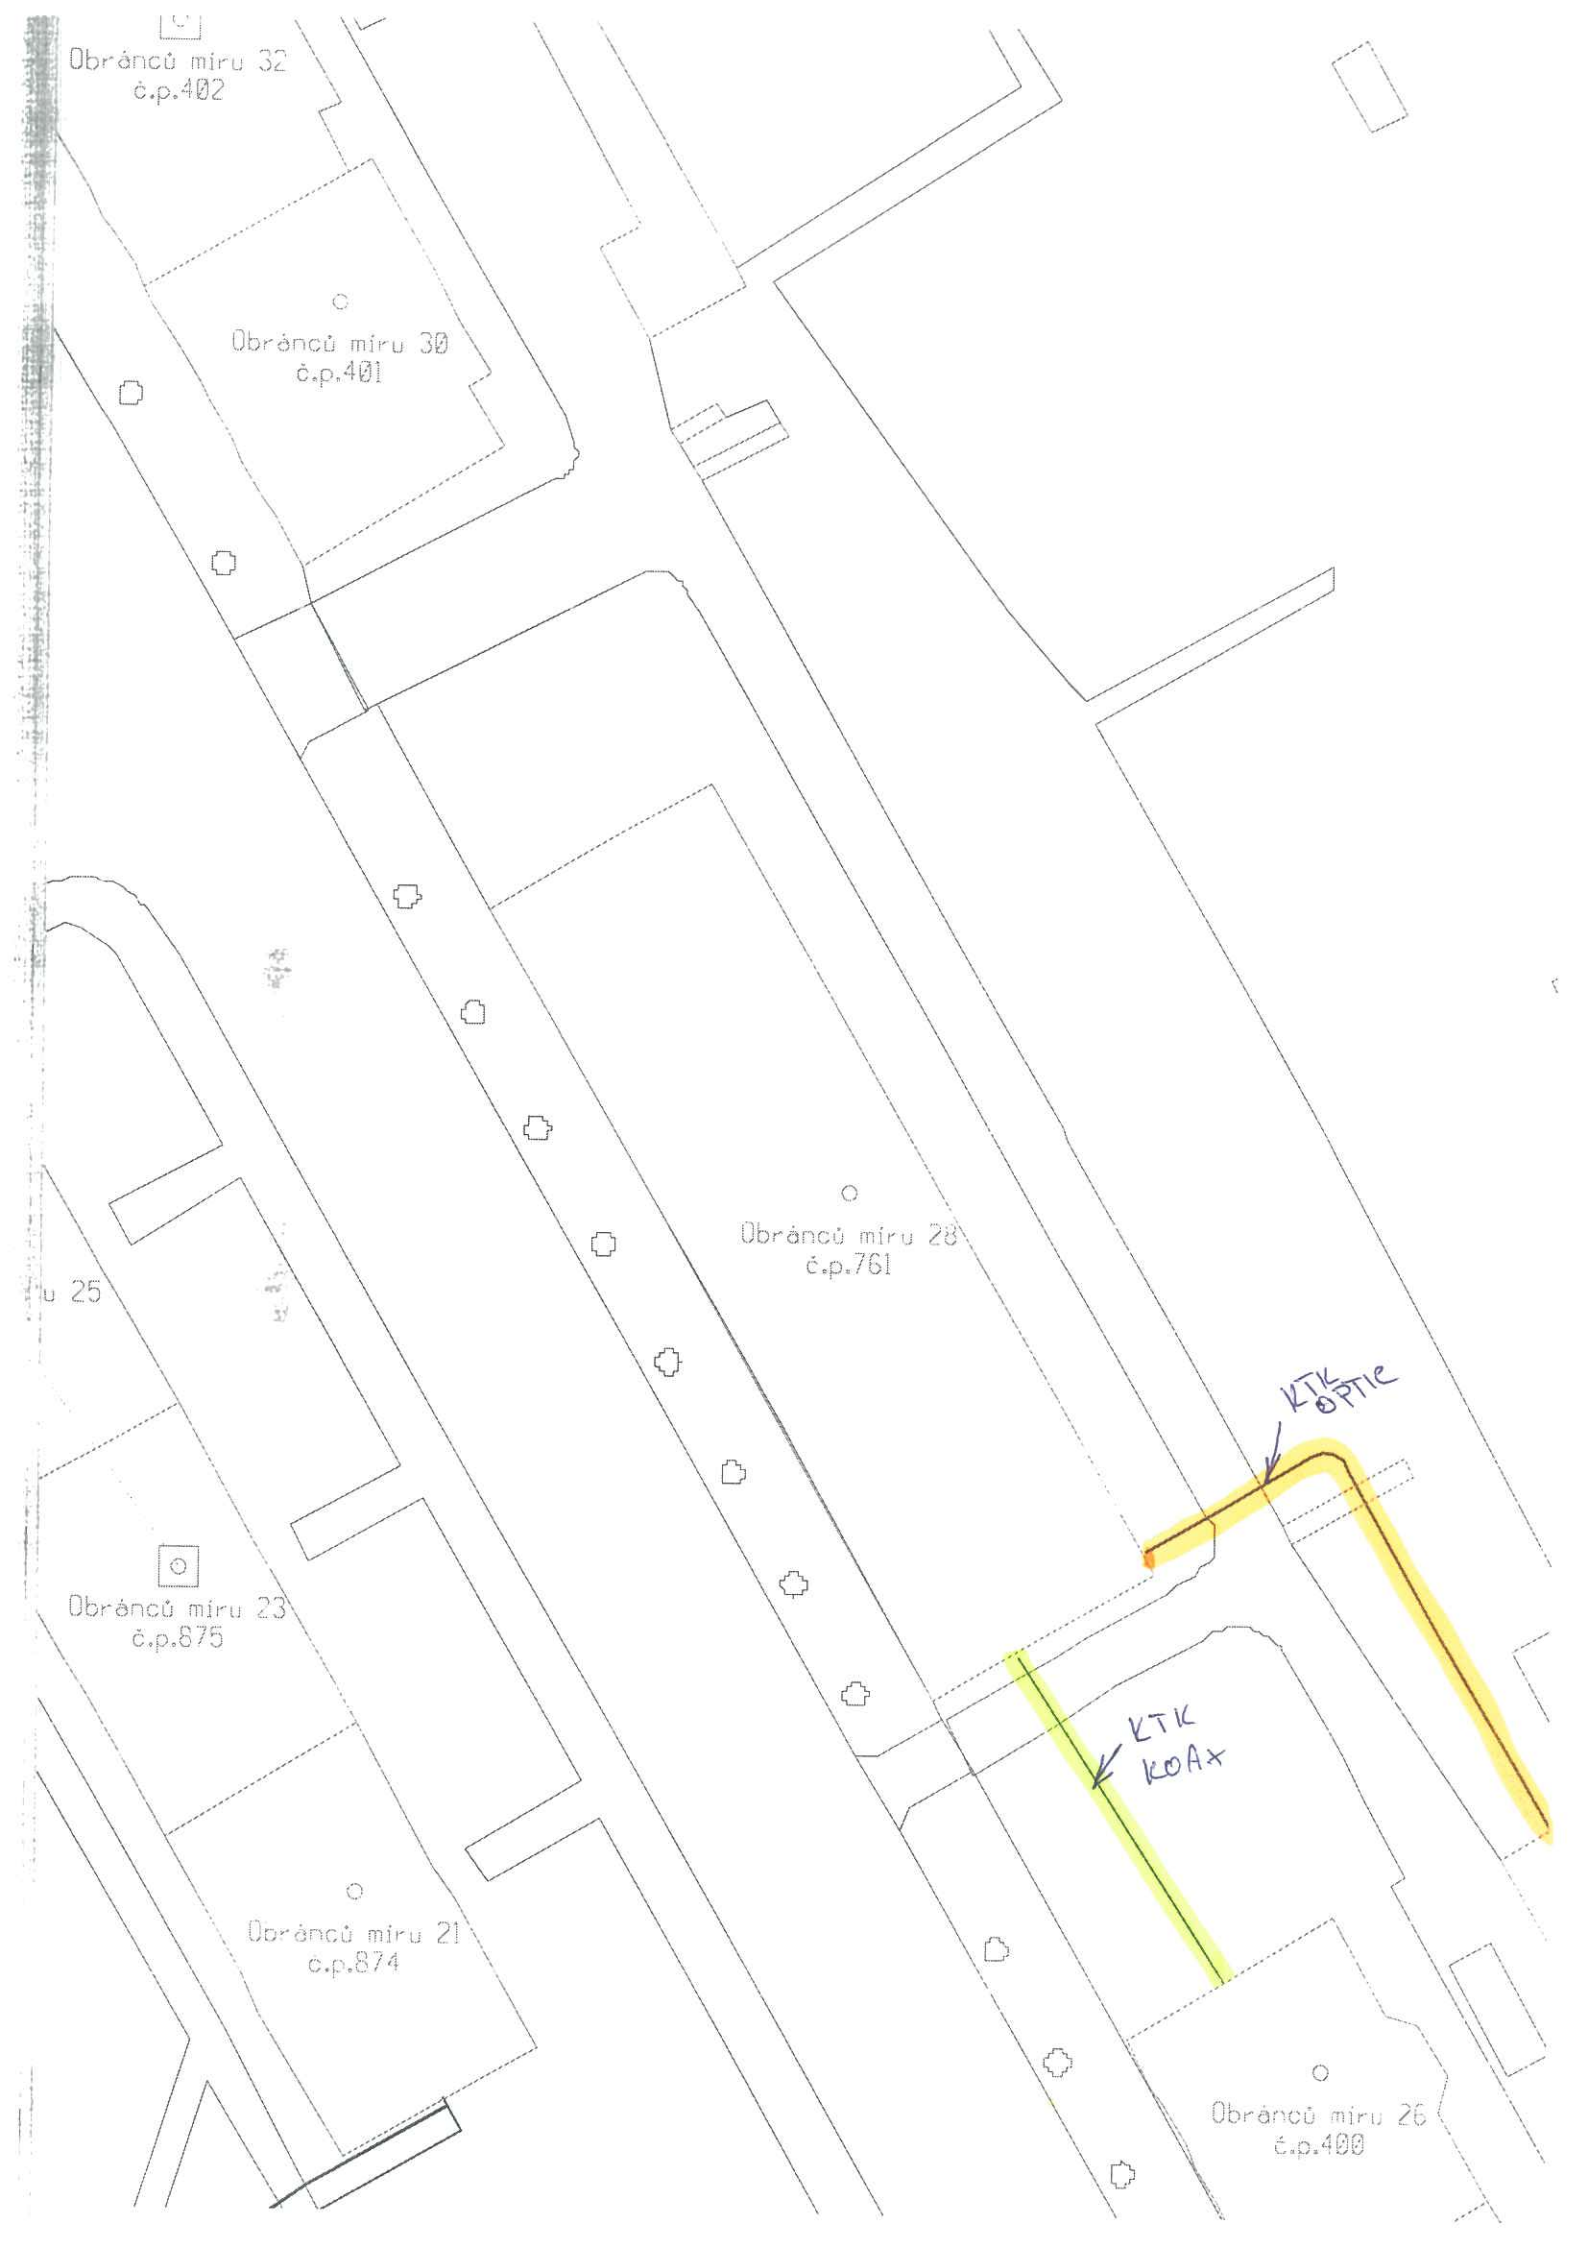 Obránců míru 32
č.p.402
Obránců míru 30
č.p.401
Obránců míru 28
č.p.761
u 25
KTK
OPTIC
Obránců míru 23
č.p.875
KTK
KOAX
Obránců míru 21
č.p.874
Obránců míru 26
č.p.400